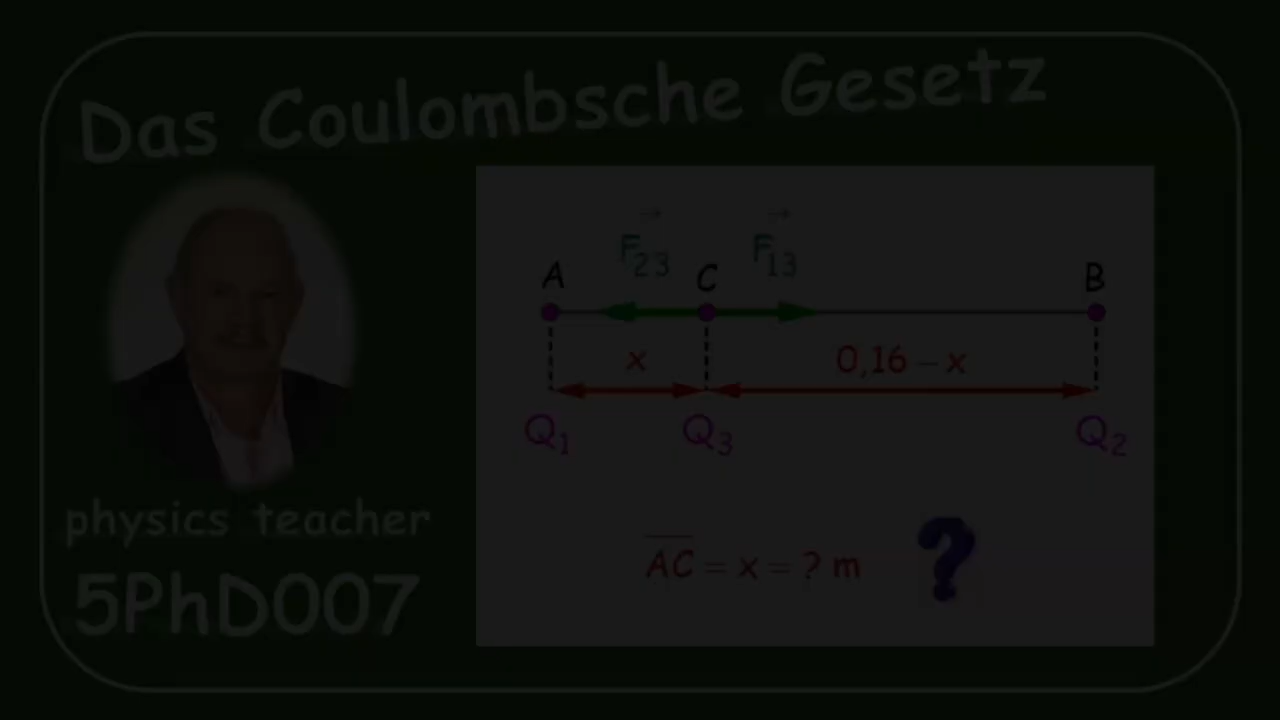 Das Coulombsche Gesetz
F₂₃ F₁₃
A C B
x 0,16 – x
Q₁ Q₃ Q₂
physics teacher
AC = x = ? m ?
5PhD007